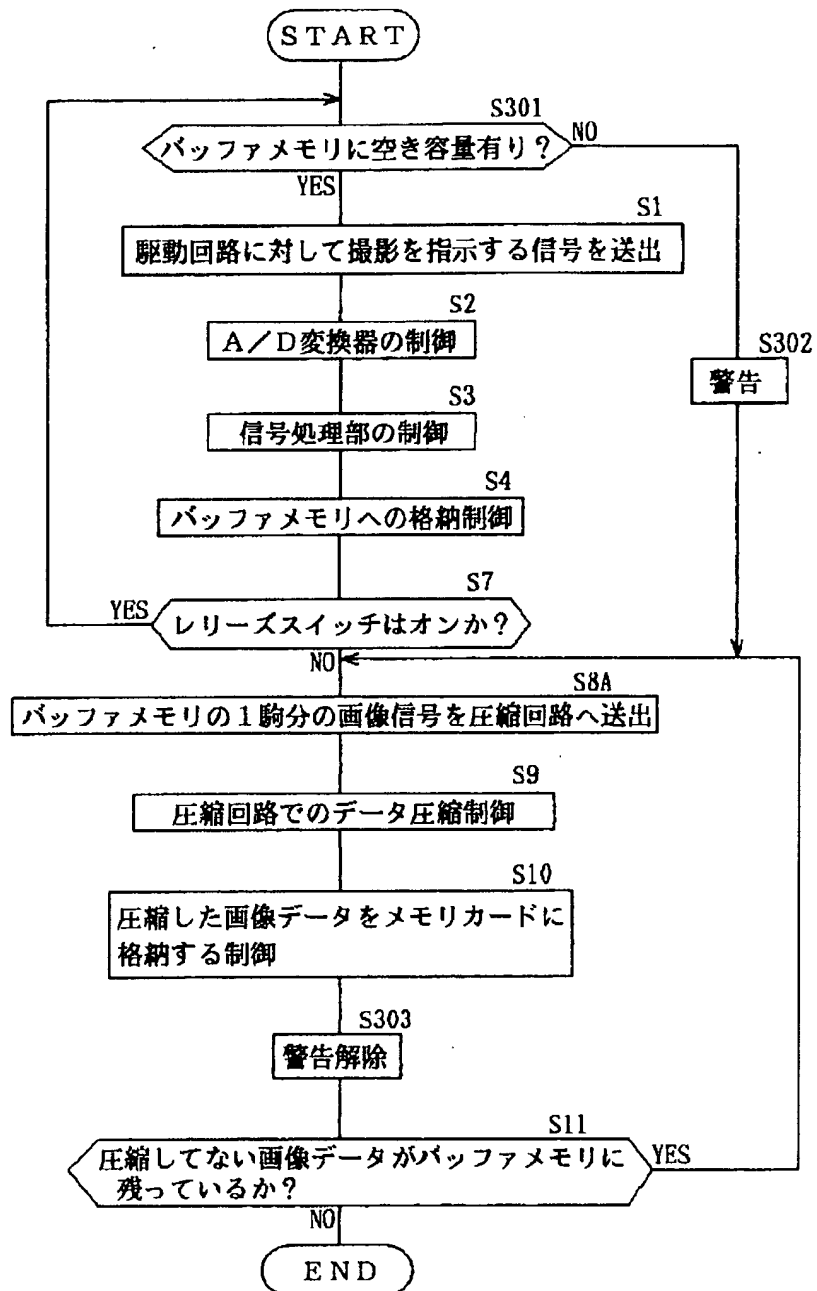 START
S301
バッファメモリに空き容量有り？
NO
YES
S1
駆動回路に対して撮影を指示する信号を送出
S2
A／D変換器の制御
S302
警告
S3
信号処理部の制御
S4
バッファメモリへの格納制御
S7
YES
レリーズスイッチはオンか？
NO
S8A
バッファメモリの1駒分の画像信号を圧縮回路へ送出
S9
圧縮回路でのデータ圧縮制御
S10
圧縮した画像データをメモリカードに
格納する制御
S303
警告解除
S11
圧縮してない画像データがバッファメモリに
残っているか？
YES
NO
END